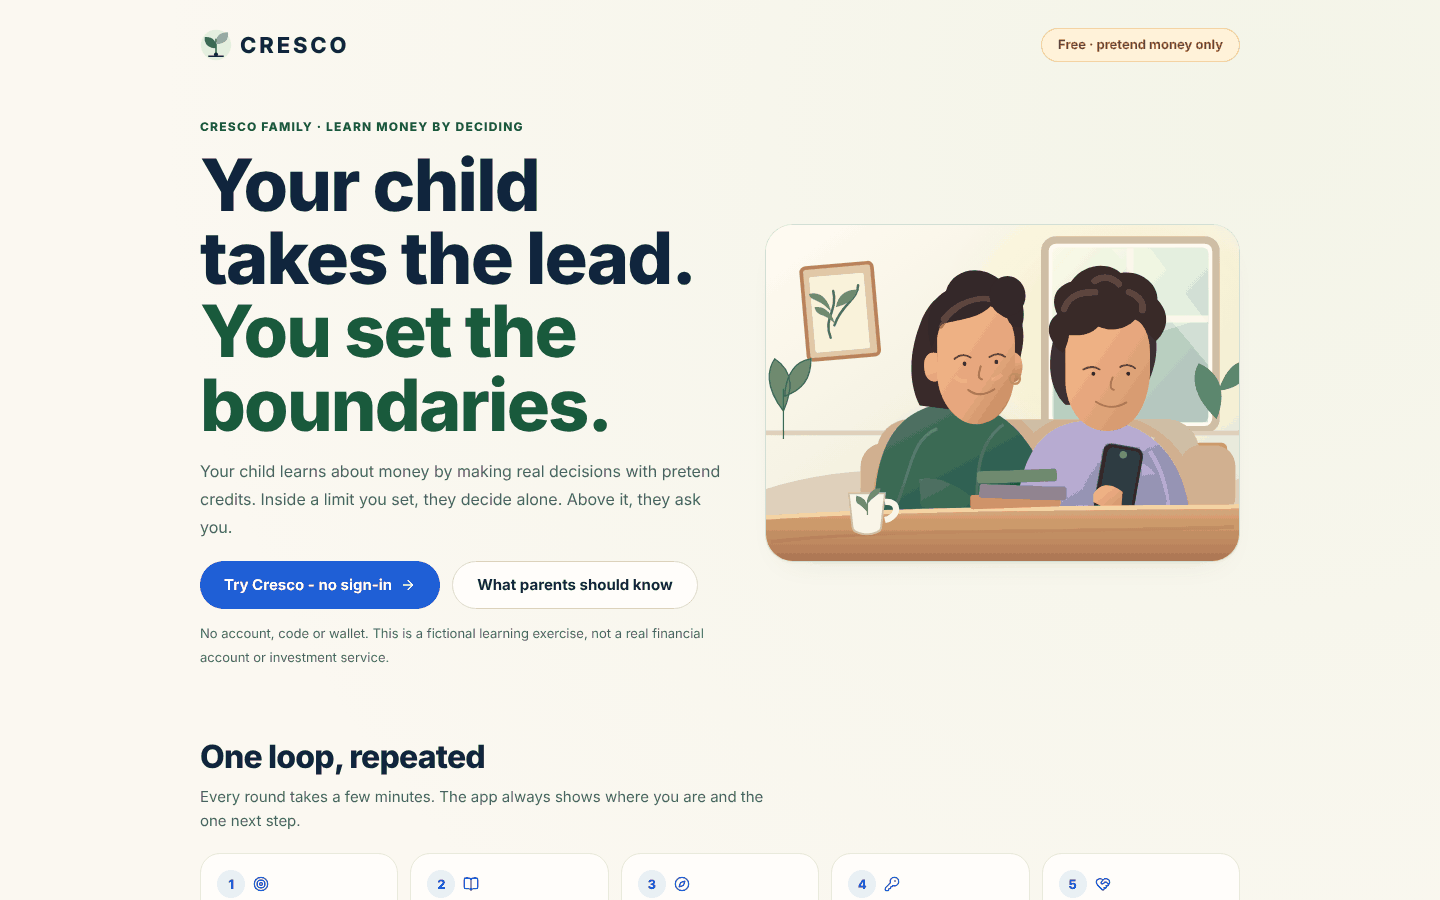 CRESCO
Free · pretend money only
CRESCO FAMILY · LEARN MONEY BY DECIDING
Your child
takes the lead.
You set the
boundaries.
Your child learns about money by making real decisions with pretend
credits. Inside a limit you set, they decide alone. Above it, they ask
you.
Try Cresco - no sign-in →
What parents should know
No account, code or wallet. This is a fictional learning exercise, not a real financial
account or investment service.
One loop, repeated
Every round takes a few minutes. The app always shows where you are and the
one next step.
1
2
3
4
5